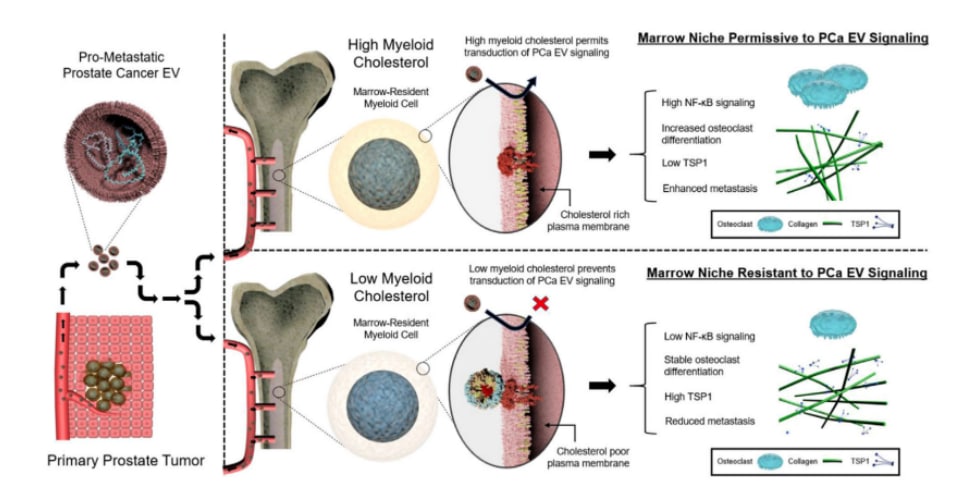 Pro-Metastatic
Prostate Cancer EV
Primary Prostate Tumor
High Myeloid
Cholesterol
Marrow-Resident
Myeloid Cell
High myeloid cholesterol permits
transduction of PCa EV signaling
Cholesterol rich
plasma membrane
Marrow Niche Permissive to PCa EV Signaling
High NF-κB signaling
Increased osteoclast
differentiation
Low TSP1
Enhanced metastasis
Osteoclast Collagen TSP1
Low Myeloid
Cholesterol
Marrow-Resident
Myeloid Cell
Low myeloid cholesterol prevents
transduction of PCa EV signaling
Cholesterol poor
plasma membrane
Marrow Niche Resistant to PCa EV Signaling
Low NF-κB signaling
Stable osteoclast
differentiation
High TSP1
Reduced metastasis
Osteoclast Collagen TSP1